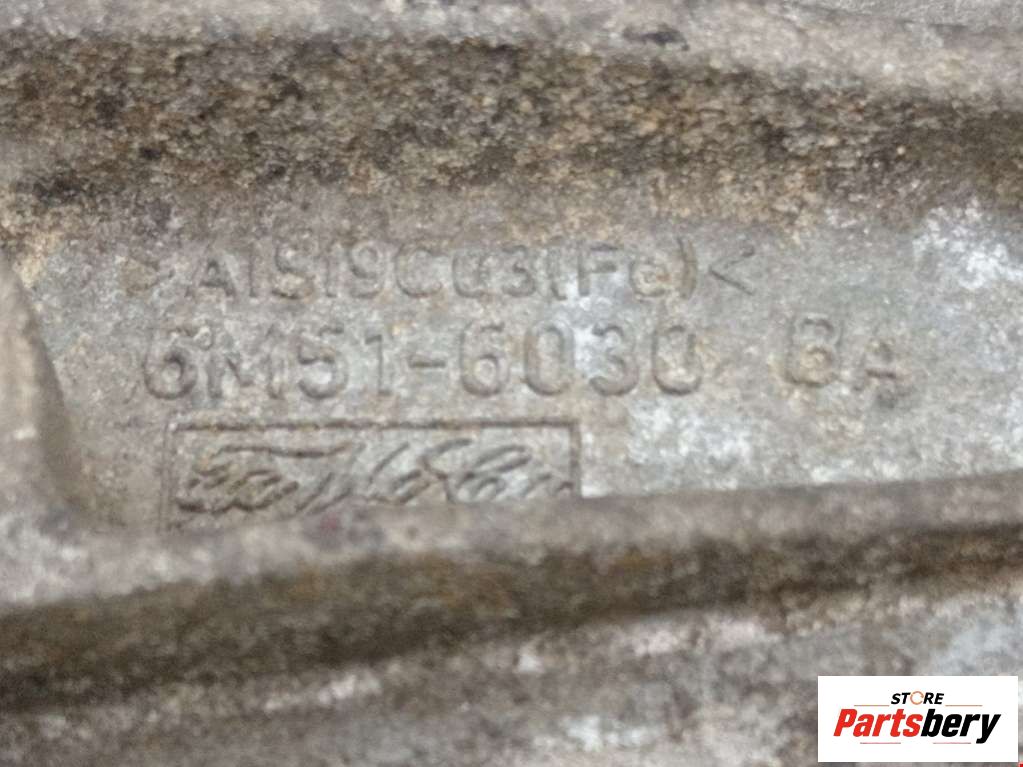 >AlSi9Cu3(Fe)<
6M51-6030 BA
STORE
Partsbery